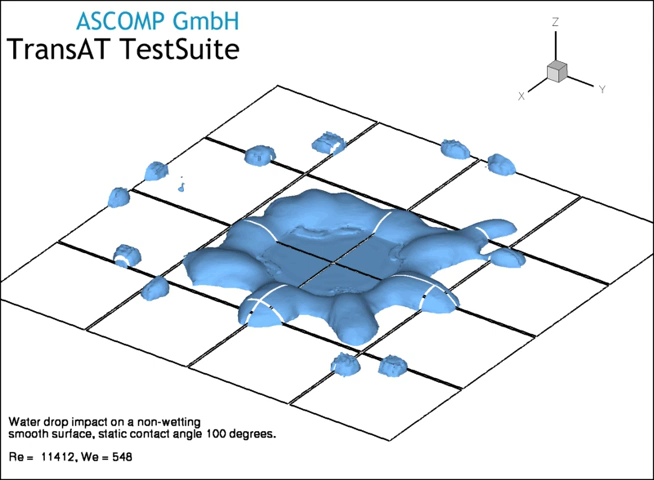 ASCOMP GmbH
TransAT TestSuite
Z
X
Y
Water drop impact on a non-wetting
smooth surface, static contact angle 100 degrees.
Re = 11412, We = 548